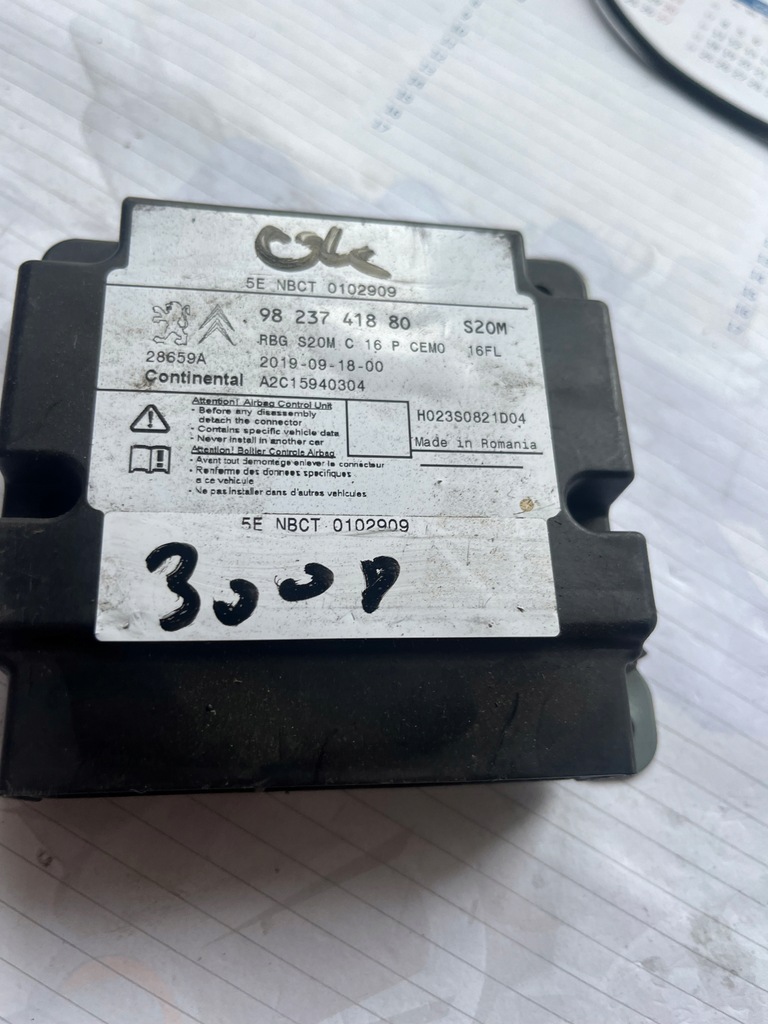 5E NBCT 0102909
98 237 418 80 S20M
RBG S20M C 16 P CEMO 16FL
28659A 2019-09-18-00
Continental A2C15940304
Attention! Airbag Control Unit
- Before any disassembly
detach the connector
- Contains specific vehicle data
- Never install in another car
Attention! Boitier Controle Airbag
- Avant tout demontage enlever le connecteur
- Renferme des donnees specifiques
a ce vehicule
- Ne pas installer dans d'autres vehicules
H023S0821D04
Made in Romania
5E NBCT 0102909